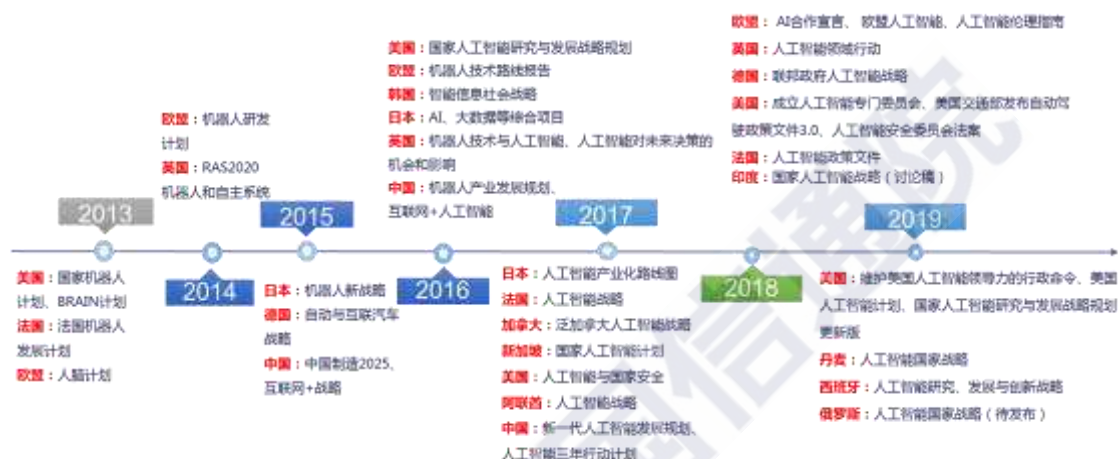 2013
美国：国家机器人
计划、BRAIN计划
法国：法国机器人
发展计划
欧盟：人脑计划
欧盟：机器人研发
计划
英国：RAS2020
机器人和自主系统
2014
2015
日本：机器人新战略
德国：自动与互联汽车
战略
中国：中国制造2025、
互联网+战略
美国：国家人工智能研究与发展战略规划
欧盟：机器人技术路线报告
韩国：智能信息社会战略
日本：AI、大数据等综合项目
英国：机器人技术与人工智能、人工智能对未来决策的
机会和影响
中国：机器人产业发展规划、
互联网+人工智能
2016
2017
日本：人工智能产业化路线图
法国：人工智能战略
加拿大：泛加拿大人工智能战略
新加坡：国家人工智能计划
美国：人工智能与国家安全
阿联酋：人工智能战略
中国：新一代人工智能发展规划、
人工智能三年行动计划
欧盟： AI合作宣言、 欧盟人工智能、人工智能伦理指南
英国：人工智能领域行动
德国：联邦政府人工智能战略
美国：成立人工智能专门委员会、美国交通部发布自动驾
驶政策文件3.0、人工智能安全委员会法案
法国：人工智能政策文件
印度：国家人工智能战略（讨论稿）
2018
2019
美国：维护美国人工智能领导力的行政命令、美国
人工智能计划、国家人工智能研究与发展战略规划
更新版
丹麦：人工智能国家战略
西班牙：人工智能研究、发展与创新战略
俄罗斯：人工智能国家战略（待发布）
国信通院